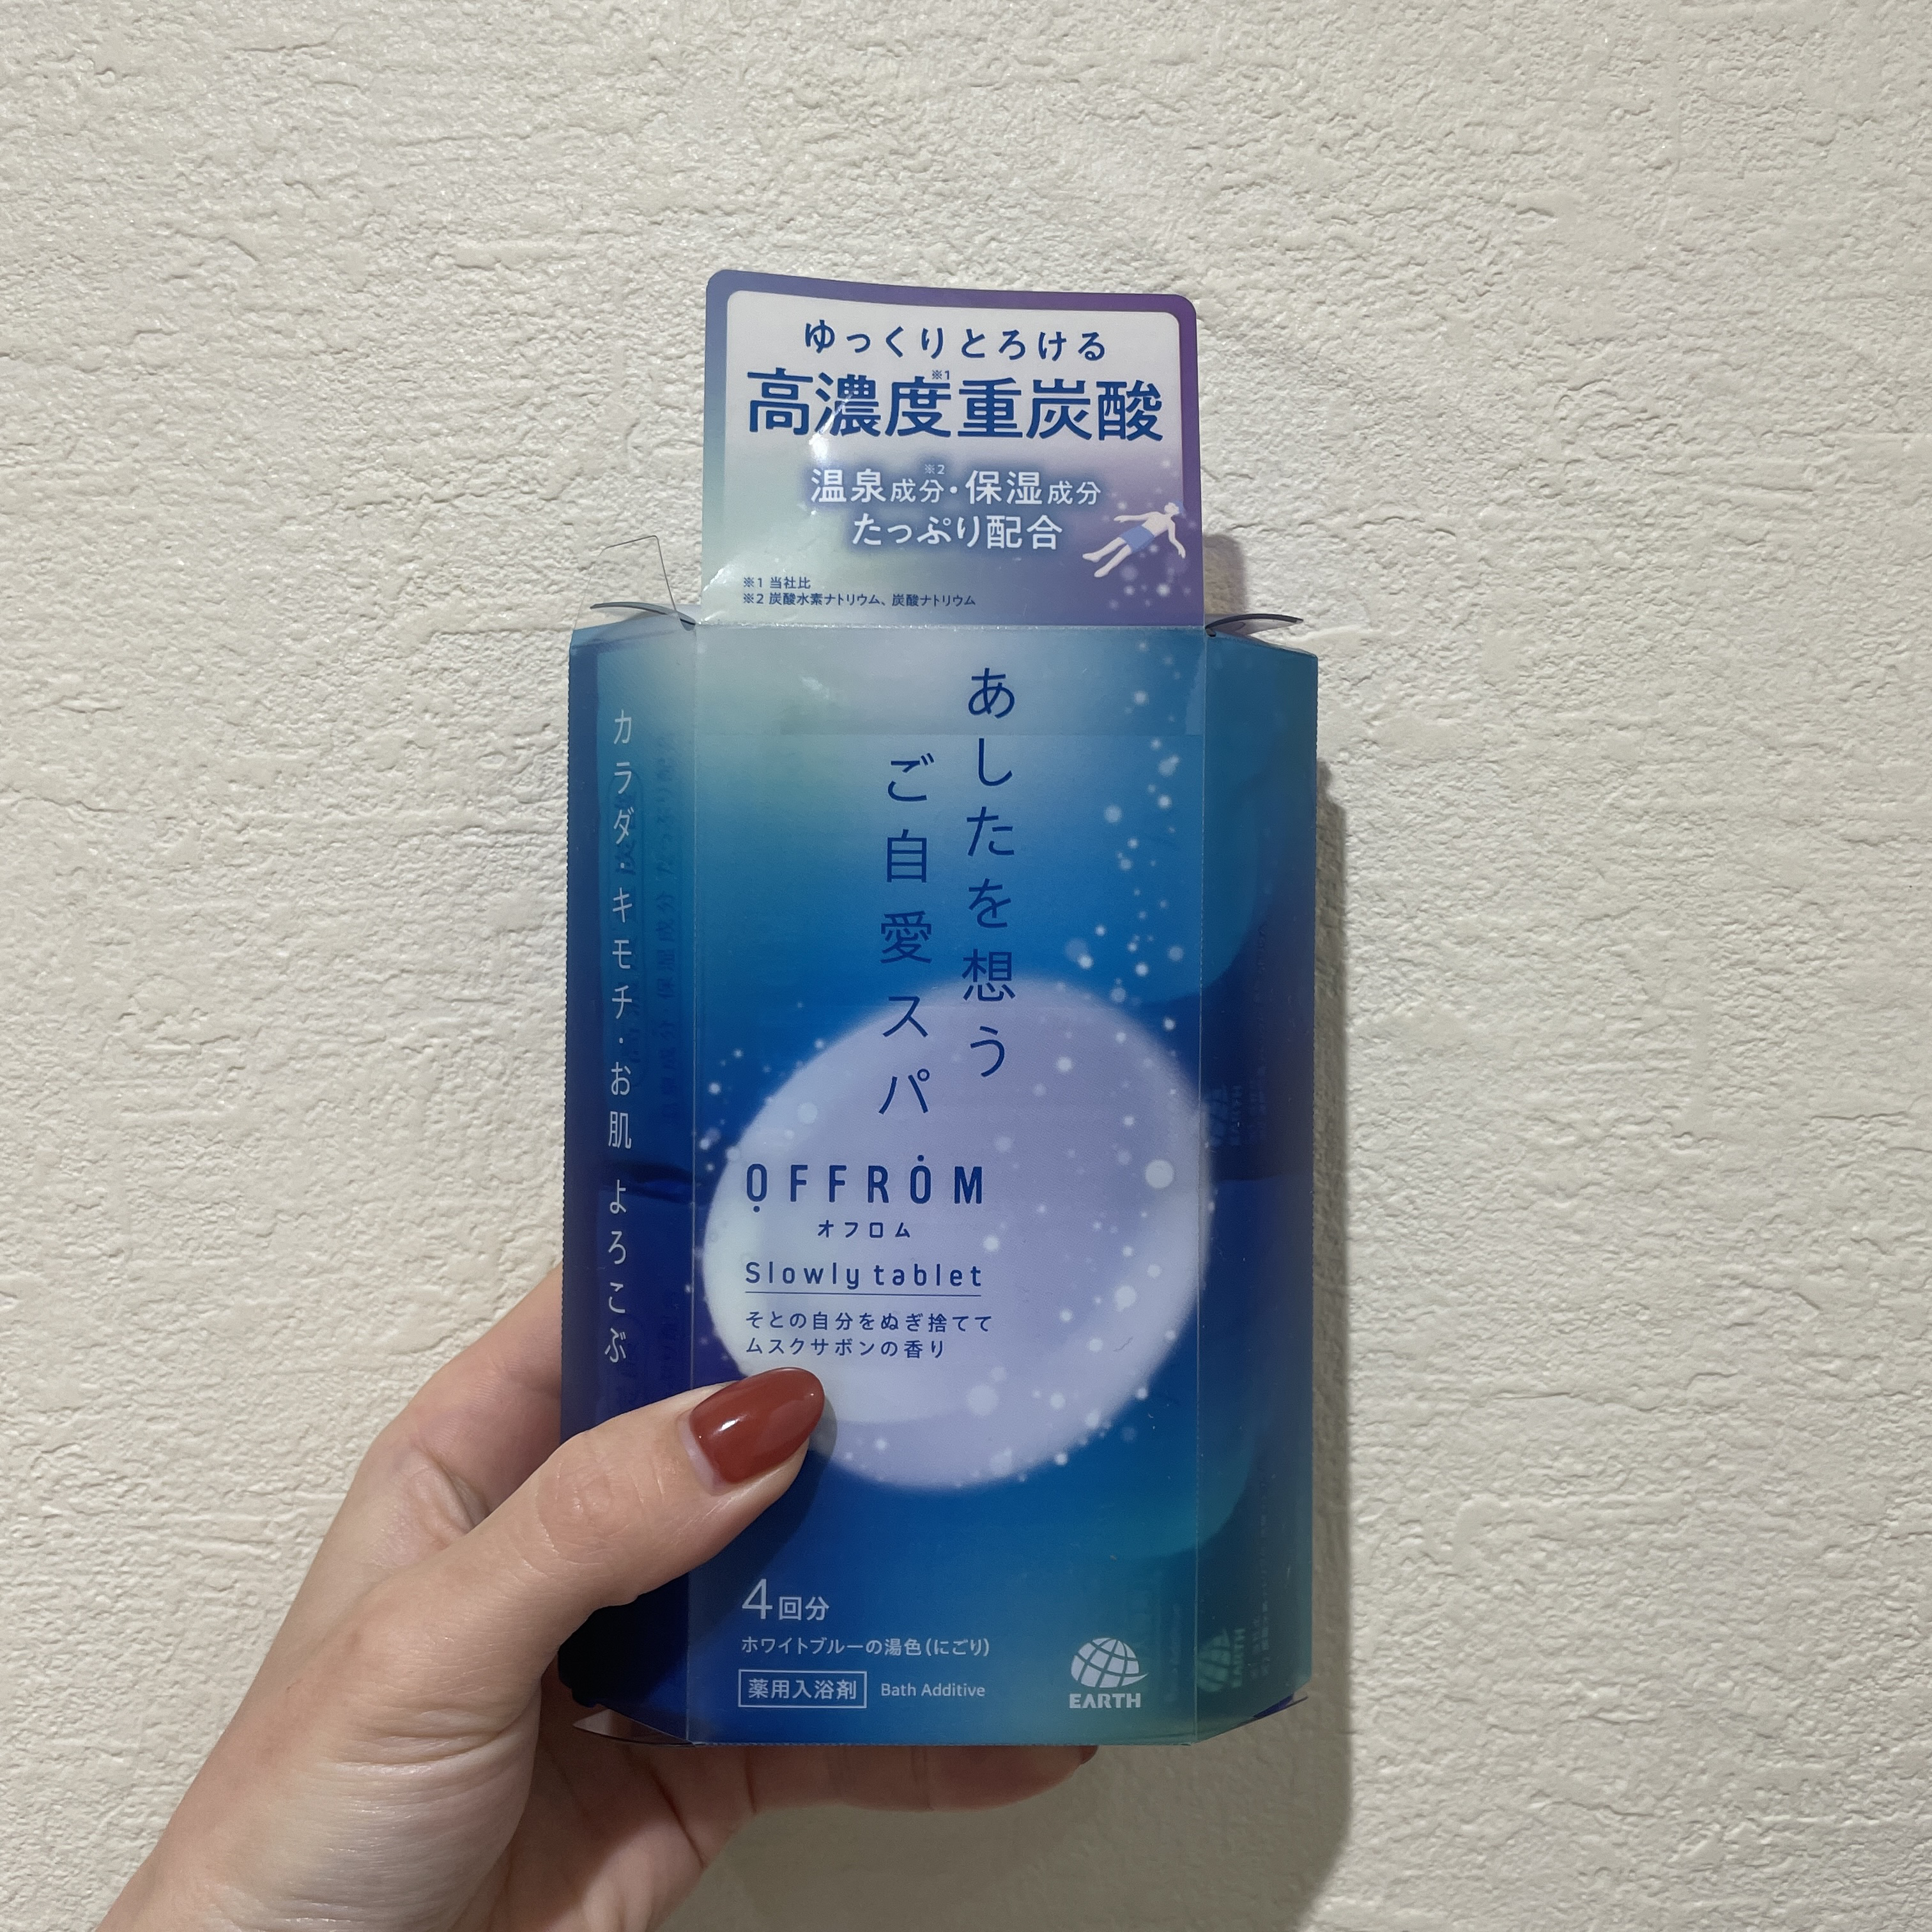 ゆっくりとろける
高濃度※1重炭酸
温泉成分※2・保湿成分
たっぷり配合
※1 当社比
※2 炭酸水素ナトリウム、炭酸ナトリウム
あしたを想う
ご自愛スパ
カラダ・キモチ・お肌 よろこぶ
OFFROM
オフロム
Slowly tablet
そとの自分をぬぎ捨てて
ムスクサボンの香り
4回分
ホワイトブルーの湯色(にごり)
薬用入浴剤 Bath Additive
EARTH